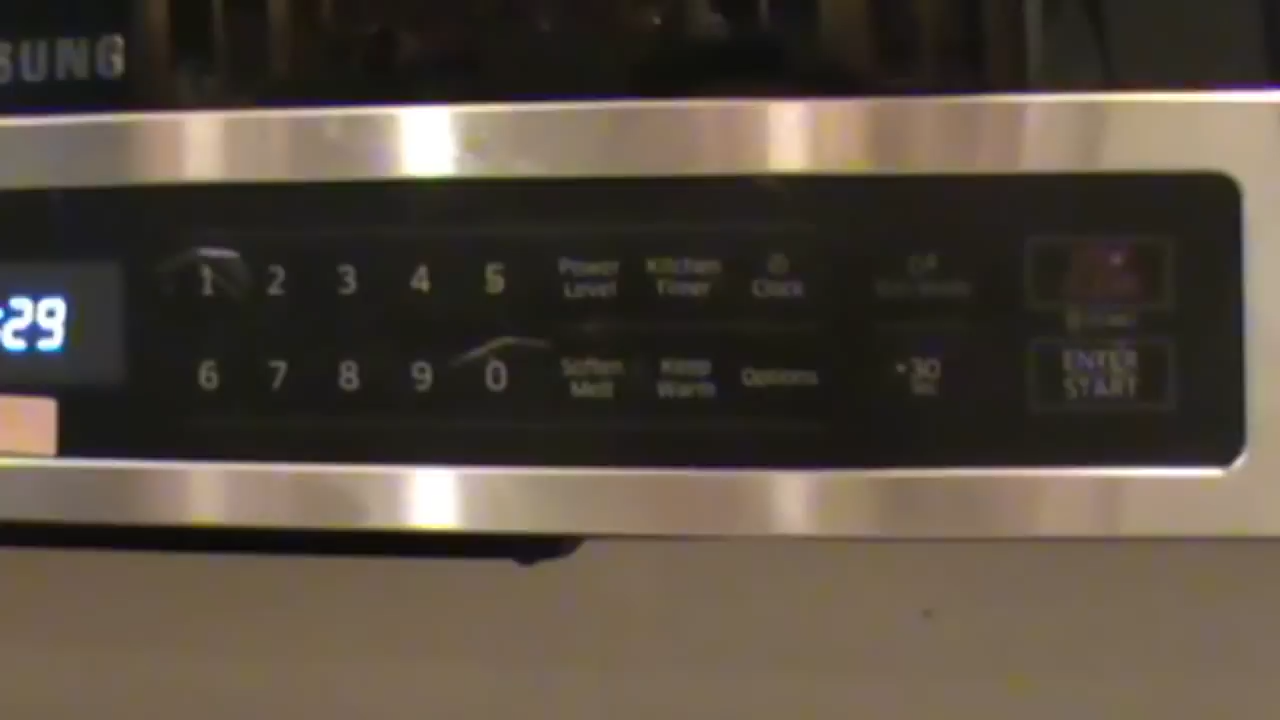 SUNG
:29
1 2 3 4 5 Power Level Kitchen Timer Clock
6 7 8 9 0 Soften Melt Keep Warm Options +30 ENTER START